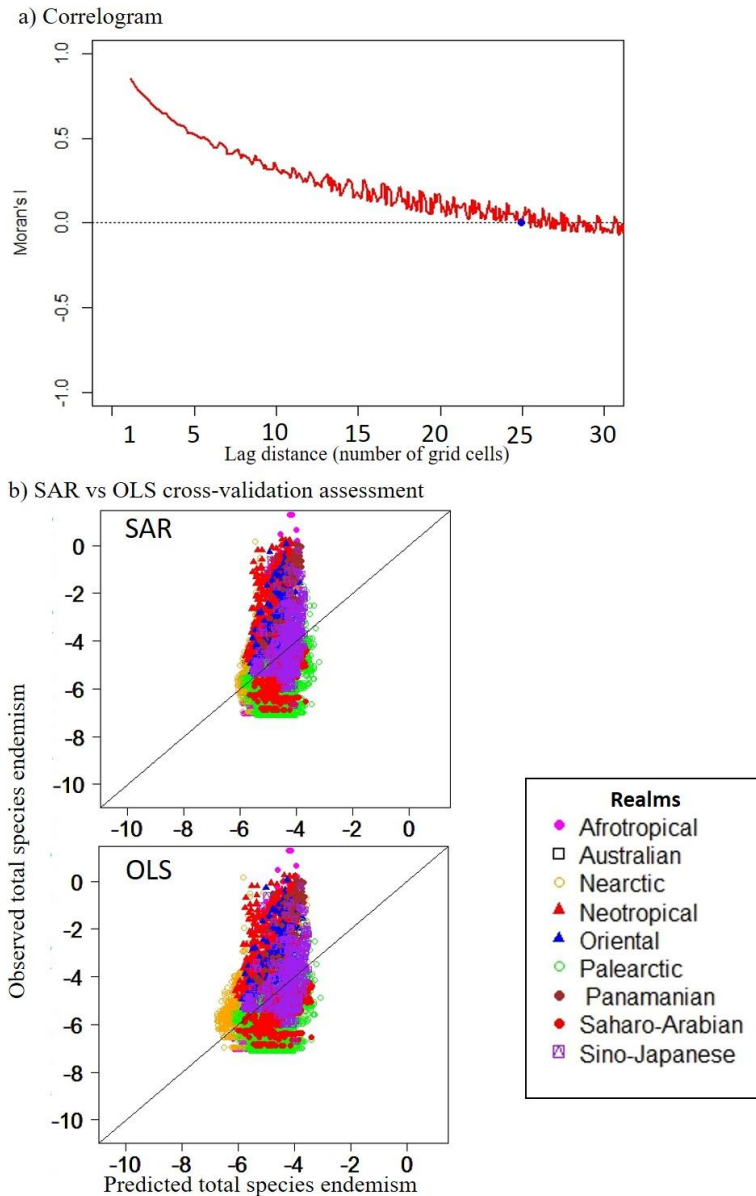 a) Correlogram
1.0
0.5
0.0
-0.5
-1.0
Moran's I
1 5 10 15 20 25 30
Lag distance (number of grid cells)
b) SAR vs OLS cross-validation assessment
SAR
0
-2
-4
-6
-8
-10
-10 -8 -6 -4 -2 0
OLS
0
-2
-4
-6
-8
-10
-10 -8 -6 -4 -2 0
Observed total species endemism
Predicted total species endemism
Realms
Afrotropical
Australian
Nearctic
Neotropical
Oriental
Palearctic
Panamanian
Saharo-Arabian
Sino-Japanese